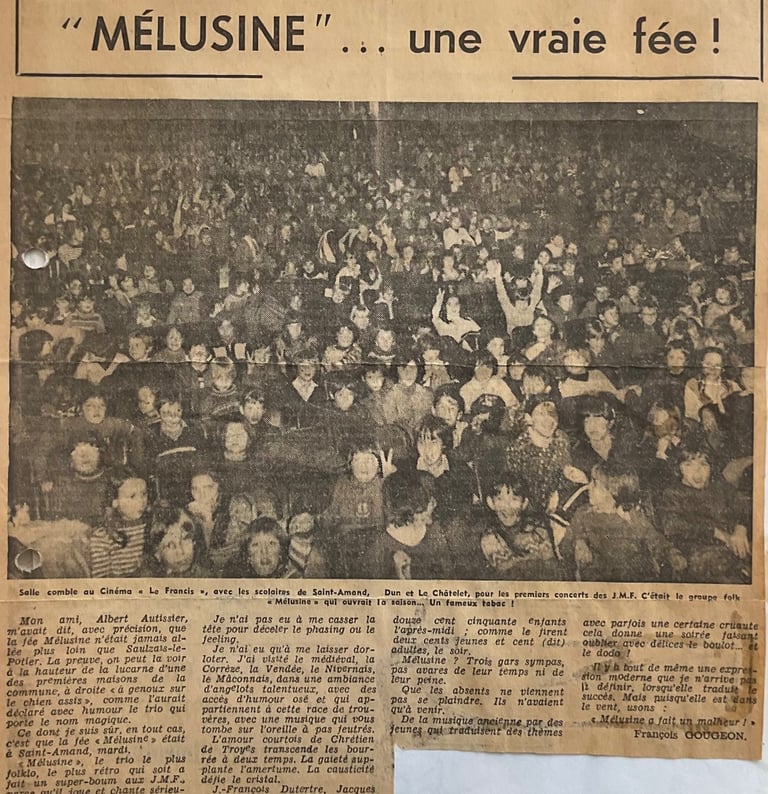 "MÉLUSINE"... une vraie fée !
Salle comble au Cinéma « Le Francis », avec les scolaires de Saint-Amand, Dun et Le Châtelet, pour les premiers concerts des J.M.F. C'était le groupe folk
« Mélusine » qui ouvrait la saison... Un fameux tabac !
Mon ami, Albert Autissier,
m'avait dit, avec précision, que
la fée Mélusine n'était jamais al-
lée plus loin que Saulzais-le-
Potier. La preuve, on peut la voir
à la hauteur de la lucarne d'une
des premières maisons de la
commune, à droite « à genoux sur
le chien assis », comme l'aurait
déclaré avec humour le trio qui
porte le nom magique.
Ce dont je suis sûr, en tout cas,
c'est que la fée « Mélusine » était
à Saint-Amand, mardi.
« Mélusine », le trio le plus
folklo, le plus rétro qui soit a
fait un super-boum aux J.M.F.,
parce qu'il joue et chante sérieu-
Je n'ai pas eu à me casser la
tête pour déceler le phasing ou le
feeling.
Je n'ai eu qu'à me laisser dor-
loter. J'ai visité le médiéval, la
Corrèze, la Vendée, le Nivernais,
le Mâconnais, dans une ambiance
d'angelots talentueux, avec des
accès d'humour osé et qui ap-
partiennent à cette race de trou-
vères, avec une musique qui vous
tombe sur l'oreille à pas feutrés.
L'amour courtois de Chrétien
de Troyes transcende les bour-
rée à deux temps. La gaieté sup-
plante l'amertume. La causticité
défie le cristal.
J.-François Dutertre, Jacques
douze cent cinquante enfants
l'après-midi ; comme le firent
deux cents jeunes et cent (dit)
adultes, le soir.
Mélusine ? Trois gars sympas,
pas avares de leur temps ni de
leur peine.
Que les absents ne viennent
pas se plaindre. Ils n'avaient
qu'à venir.
De la musique ancienne par des
jeunes qui traduisent des thèmes
avec parfois une certaine cruauté
cela donne une soirée faisant
oublier avec délices le boulot... et
le dodo !
Il y a tout de même une expres-
sion moderne que je n'arrive pas
à définir, lorsqu'elle traduit le
succès. Mais puisqu'elle est dans
le vent, usons :
« Mélusine a fait un malheur ! »
François GOUGEON.